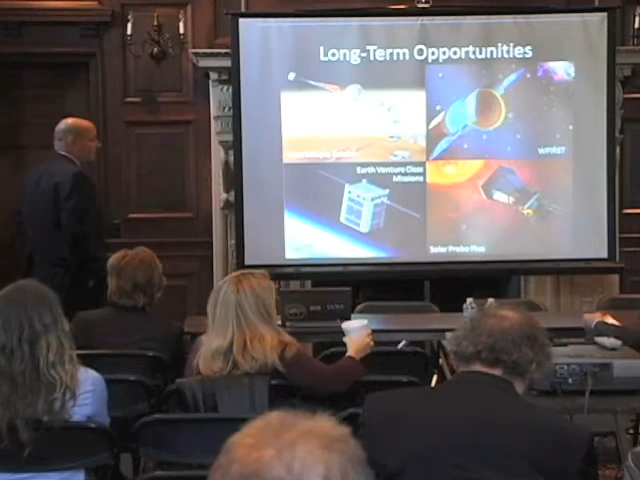 Long-Term Opportunities
WFIRST
Earth Venture Class
Missions
Solar Probe Plus